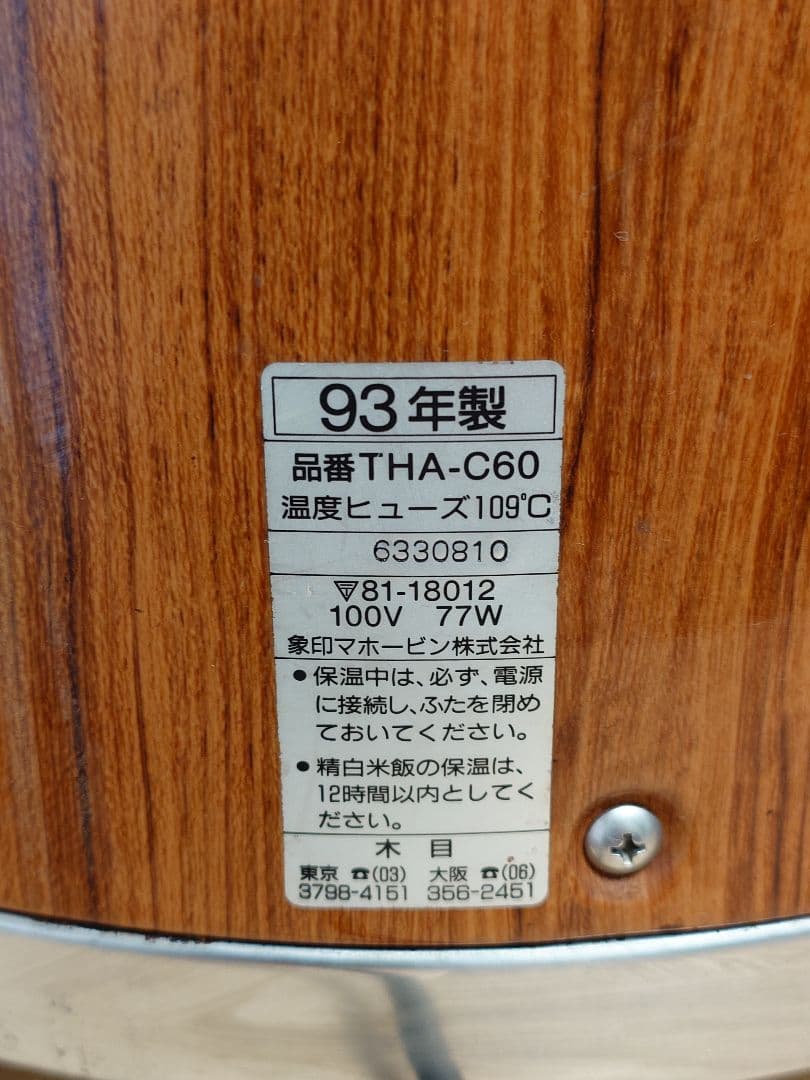 93年製
品番THA-C60
温度ヒューズ109℃
6330810
81-18012
100V 77W
象印マホービン株式会社
●保温中は、必ず、電源
に接続し、ふたを閉め
ておいてください。
●精白米飯の保温は、
12時間以内としてく
ださい。
木目
東京 ☎(03) 大阪 ☎(06)
3798-4151 356-2451